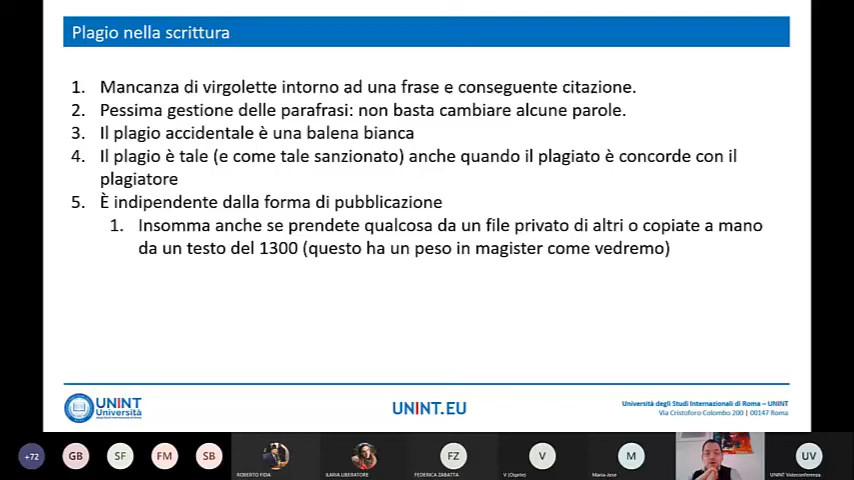 Plagio nella scrittura
1. Mancanza di virgolette intorno ad una frase e conseguente citazione.
2. Pessima gestione delle parafrasi: non basta cambiare alcune parole.
3. Il plagio accidentale è una balena bianca
4. Il plagio è tale (e come tale sanzionato) anche quando il plagiato è concorde con il
plagiatore
5. È indipendente dalla forma di pubblicazione
1. Insomma anche se prendete qualcosa da un file privato di altri o copiate a mano
da un testo del 1300 (questo ha un peso in magister come vedremo)
UNINT
Università
UNINT.EU
Università degli Studi Internazionali di Roma – UNINT
Via Cristoforo Colombo 200 | 00147 Roma
+72 GB SF FM SB FZ V M UV
ROBERTO FIDA ILARIA LIBERATORE FEDERICA ZABATTA V (Ospite) Maria-Jose UNINT Videoconferenza